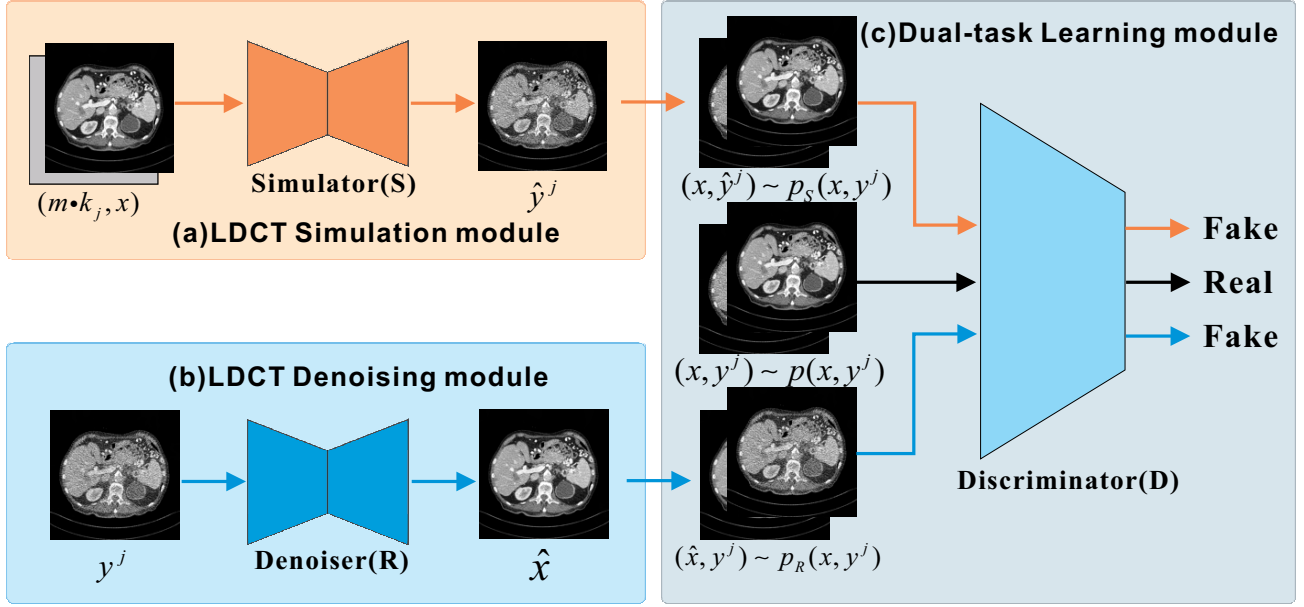 (m•k_j, x)
Simulator(S)
ŷ^j
(a)LDCT Simulation module
(b)LDCT Denoising module
y^j
Denoiser(R)
x̂
(c)Dual-task Learning module
(x, ŷ^j) ~ p_S(x, y^j)
(x, y^j) ~ p(x, y^j)
(x̂, y^j) ~ p_R(x, y^j)
Discriminator(D)
Fake
Real
Fake